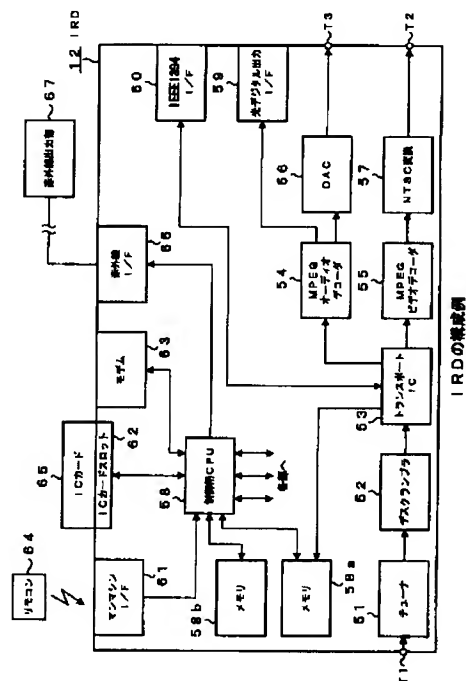 IRDの構成例
12 IRD
64
リモコン
65
ICカード
ICカードスロット
62
67
赤外線出力部
マンマシン
I/F
61
モデム
63
赤外線
I/F
66
60
IEEE1394
I/F
59
光デジタル出力
I/F
58
制御用CPU
各部へ
58b
メモリ
メモリ
58a
T1
51
チューナ
52
デスクランブラ
53
トランスポート
IC
54
MPEG
オーディオ
デコーダ
55
MPEG
ビデオデコーダ
56
DAC
57
NTSC変換
T3
T2